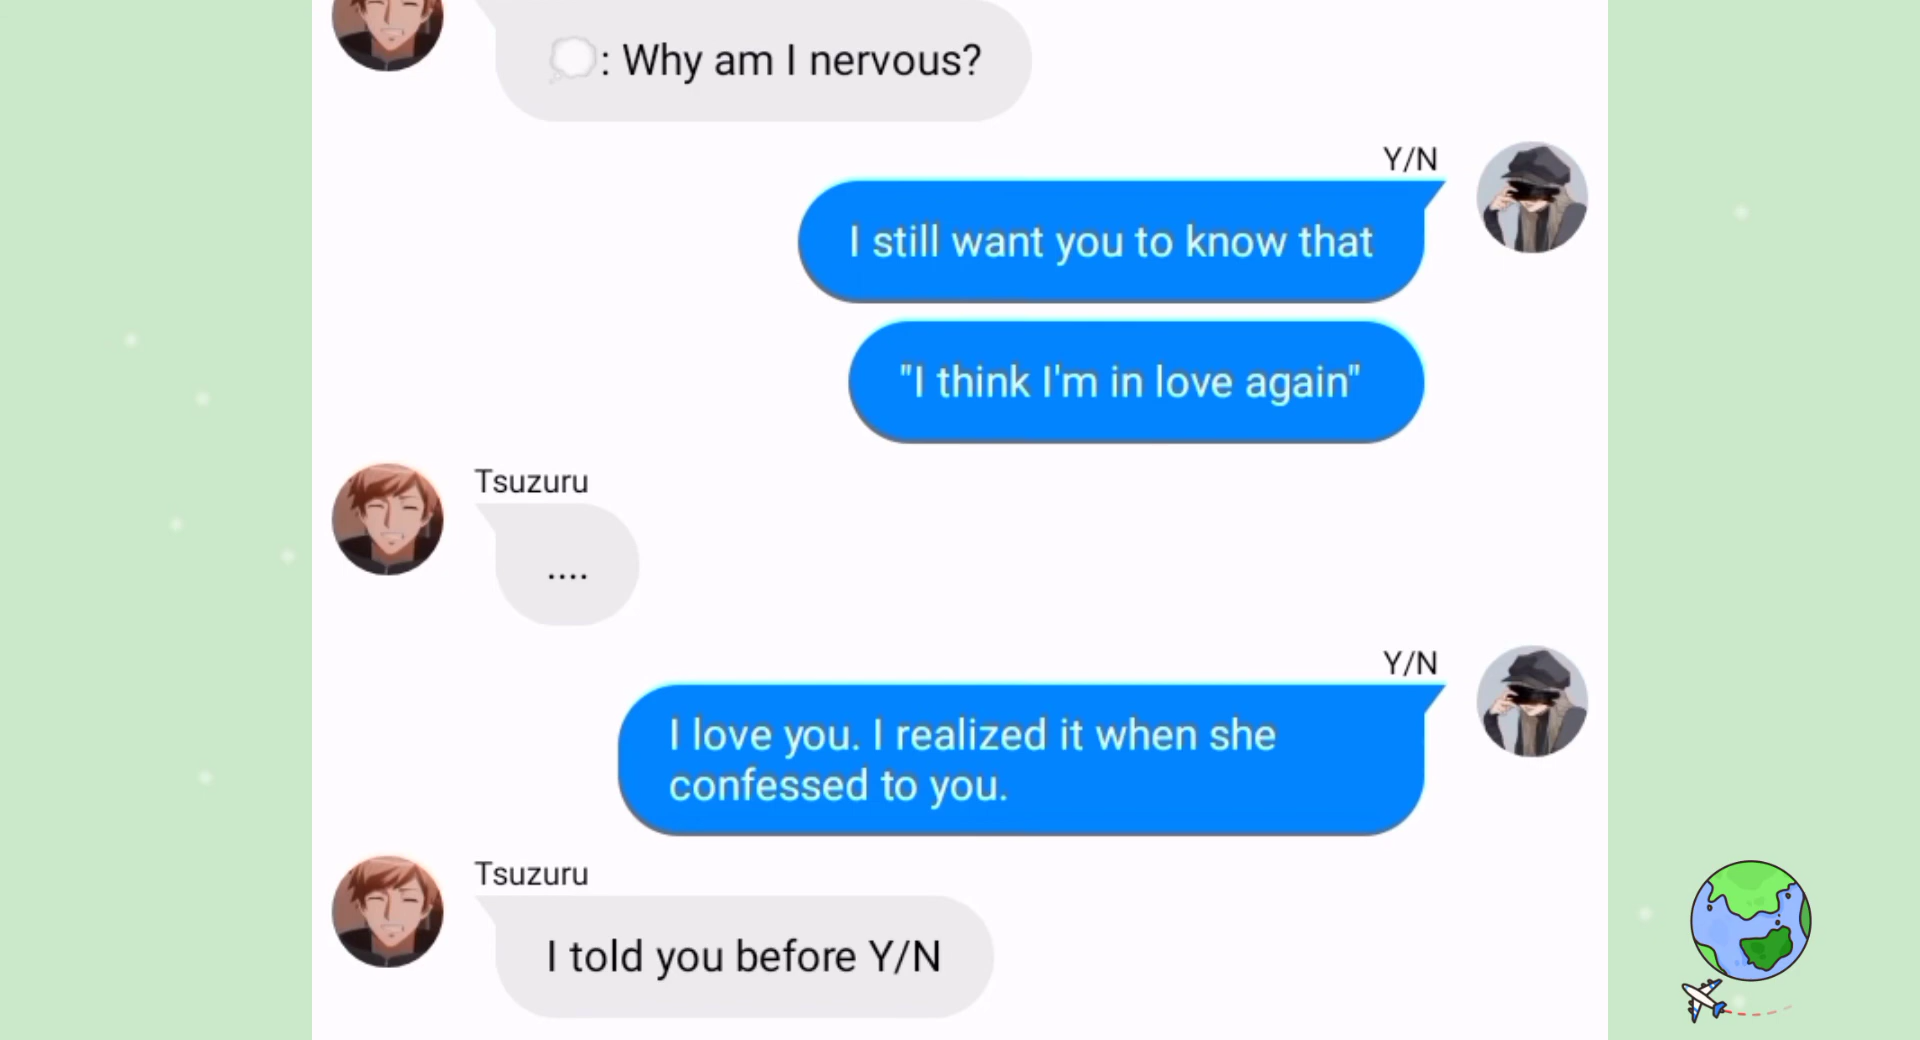 💭: Why am I nervous?
Y/N
I still want you to know that
"I think I'm in love again"
Tsuzuru
....
Y/N
I love you. I realized it when she
confessed to you.
Tsuzuru
I told you before Y/N